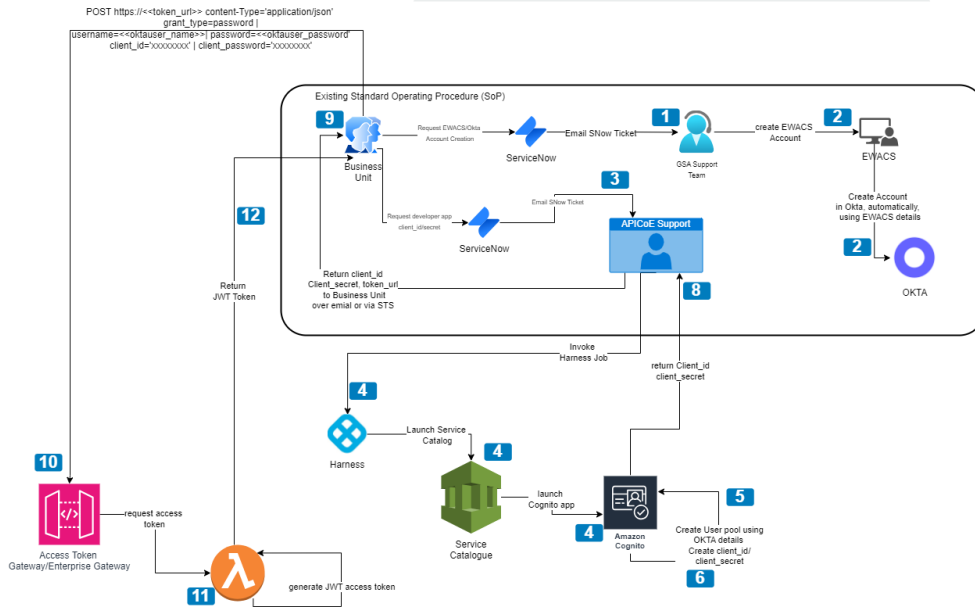 POST https://<<token_url>> content-Type='application/json'
grant_type=password |
username=<<oktauser_name>>| password=<<oktauser_password'
client_id='xxxxxxxx' | client_password='xxxxxxxx'
Existing Standard Operating Procedure (SoP)
9
Business
Unit
Request EWACS/Okta
Account Creation
ServiceNow
Email SNow Ticket
1
GSA Support
Team
create EWACS
Account
2
EWACS
12
Request developer app
client_id/secret
ServiceNow
3
Email SNow Ticket
APICoE Support
Create Account
in Okta, automatically,
using EWACS details
2
OKTA
Return
JWT Token
Return client_id
Client_secret, token_url
to Business Unit
over emial or via STS
8
Invoke
Harness Job
return Client_id
client_secret
4
Harness
Launch Service
Catalog
4
Service
Catalogue
launch
Cognito app
4
Amazon
Cognito
5
Create User pool using
OKTA details
Create client_id/
client_secret
6
10
Access Token
Gateway/Enterprise Gateway
request access
token
11
generate JWT access token